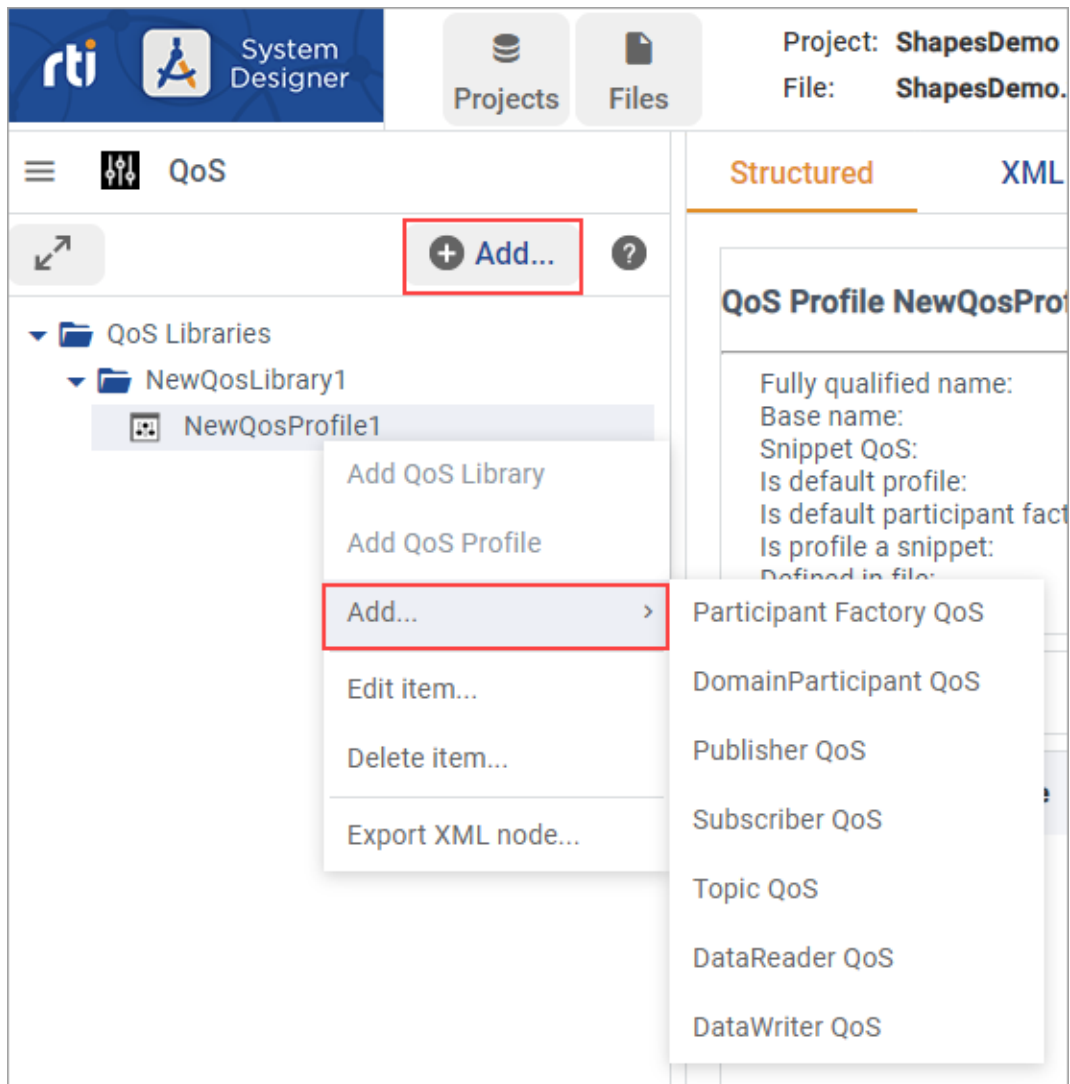 rti System Designer
Projects
Files
Project: ShapesDemo
File: ShapesDemo.
QoS
Structured
XML
Add...
QoS Profile NewQosProf
QoS Libraries
NewQosLibrary1
NewQosProfile1
Fully qualified name:
Base name:
Snippet QoS:
Is default profile:
Is default participant fact
Is profile a snippet:
Defined in file:
Add QoS Library
Add QoS Profile
Add...
Edit item...
Delete item...
Export XML node...
Participant Factory QoS
DomainParticipant QoS
Publisher QoS
Subscriber QoS
Topic QoS
DataReader QoS
DataWriter QoS